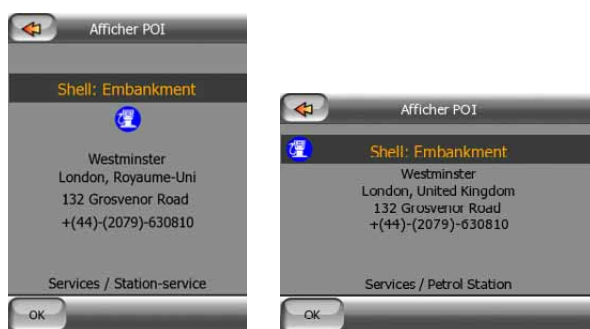 Afficher POI
Shell: Embankment
Westminster
London, Royaume-Uni
132 Grosvenor Road
+(44)-(2079)-630810
Services / Station-service
OK
Afficher POI
Shell: Embankment
Westminster
London, United Kingdom
132 Grosvenor Road
+(44)-(2079)-630810
Services / Petrol Station
OK